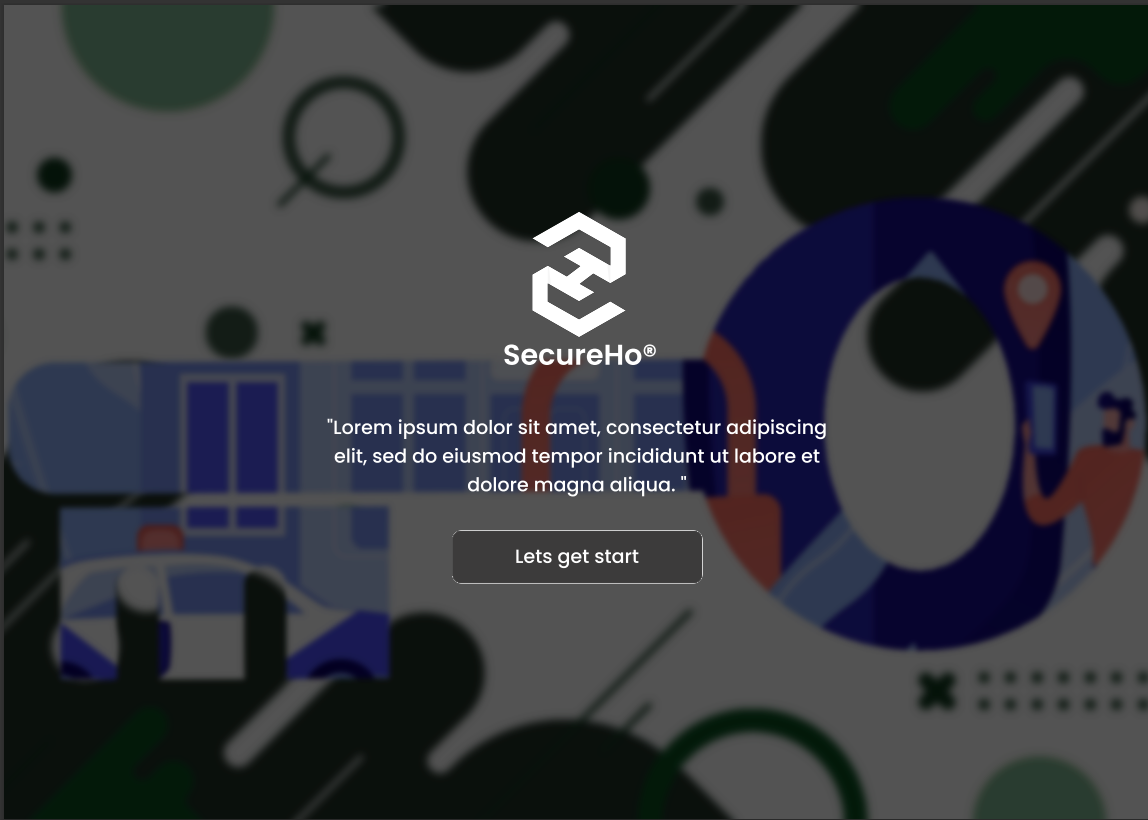 SecureHo®
"Lorem ipsum dolor sit amet, consectetur adipiscing
elit, sed do eiusmod tempor incididunt ut labore et
dolore magna aliqua. "
Lets get start